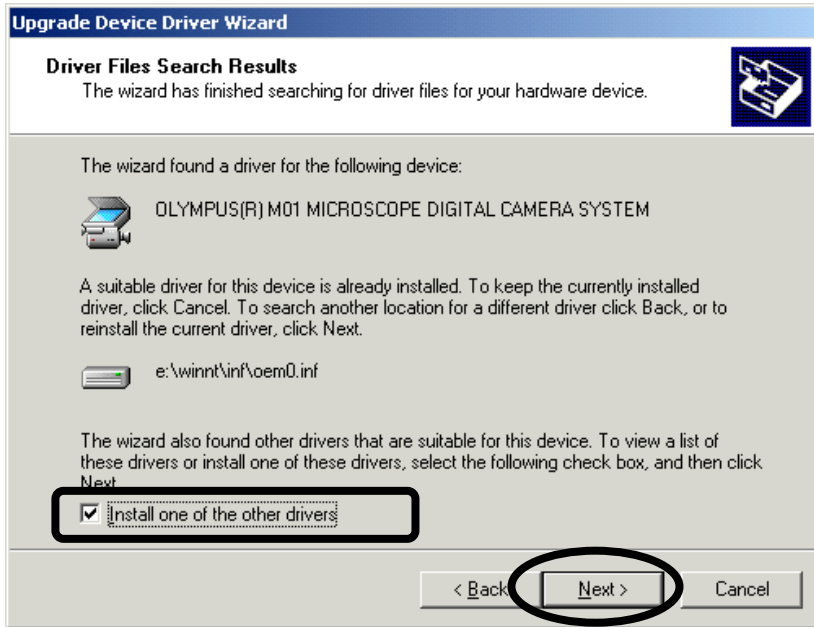 Upgrade Device Driver Wizard
Driver Files Search Results
The wizard has finished searching for driver files for your hardware device.
The wizard found a driver for the following device:
OLYMPUS(R) M01 MICROSCOPE DIGITAL CAMERA SYSTEM
A suitable driver for this device is already installed. To keep the currently installed
driver, click Cancel. To search another location for a different driver click Back, or to
reinstall the current driver, click Next.
e:\winnt\inf\oem0.inf
The wizard also found other drivers that are suitable for this device. To view a list of
these drivers or install one of these drivers, select the following check box, and then click
Next.
Install one of the other drivers
< Back Next > Cancel